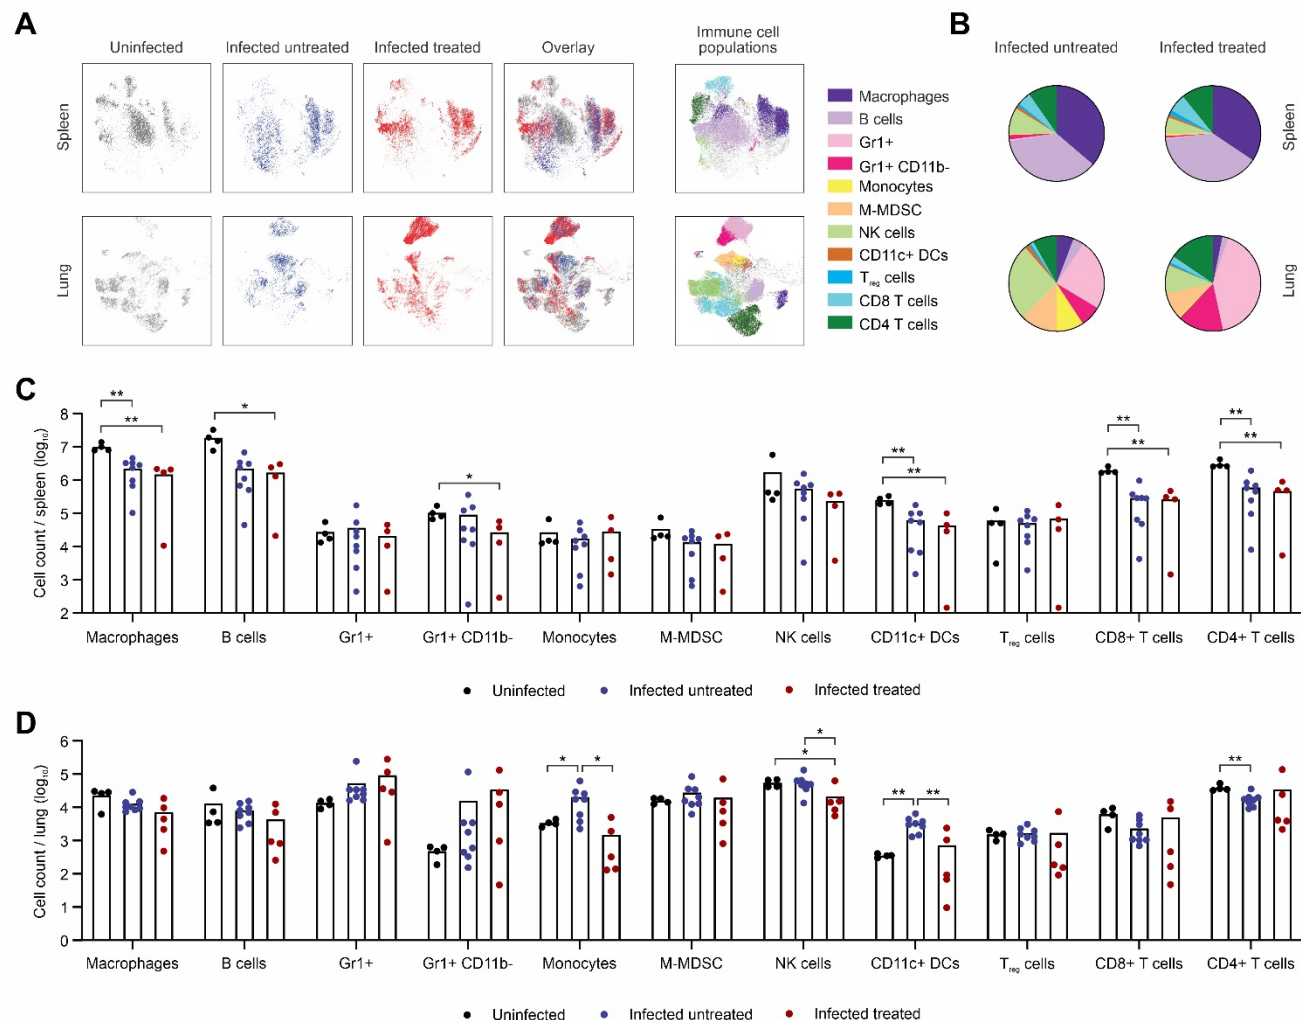 A
B
Uninfected
Infected untreated
Infected treated
Overlay
Immune cell
populations
Infected untreated
Infected treated
Spleen
Lung
Macrophages
B cells
Gr1+
Gr1+ CD11b-
Monocytes
M-MDSC
NK cells
CD11c+ DCs
Treg cells
CD8 T cells
CD4 T cells
Spleen
Lung
C
Cell count / spleen (log10)
8
7
6
5
4
3
2
** ** * * ** ** ** ** ** **
Macrophages B cells Gr1+ Gr1+ CD11b- Monocytes M-MDSC NK cells CD11c+ DCs Treg cells CD8+ T cells CD4+ T cells
Uninfected Infected untreated Infected treated
D
Cell count / lung (log10)
6
5
4
3
2
1
0
* * * * ** ** **
Macrophages B cells Gr1+ Gr1+ CD11b- Monocytes M-MDSC NK cells CD11c+ DCs Treg cells CD8+ T cells CD4+ T cells
Uninfected Infected untreated Infected treated